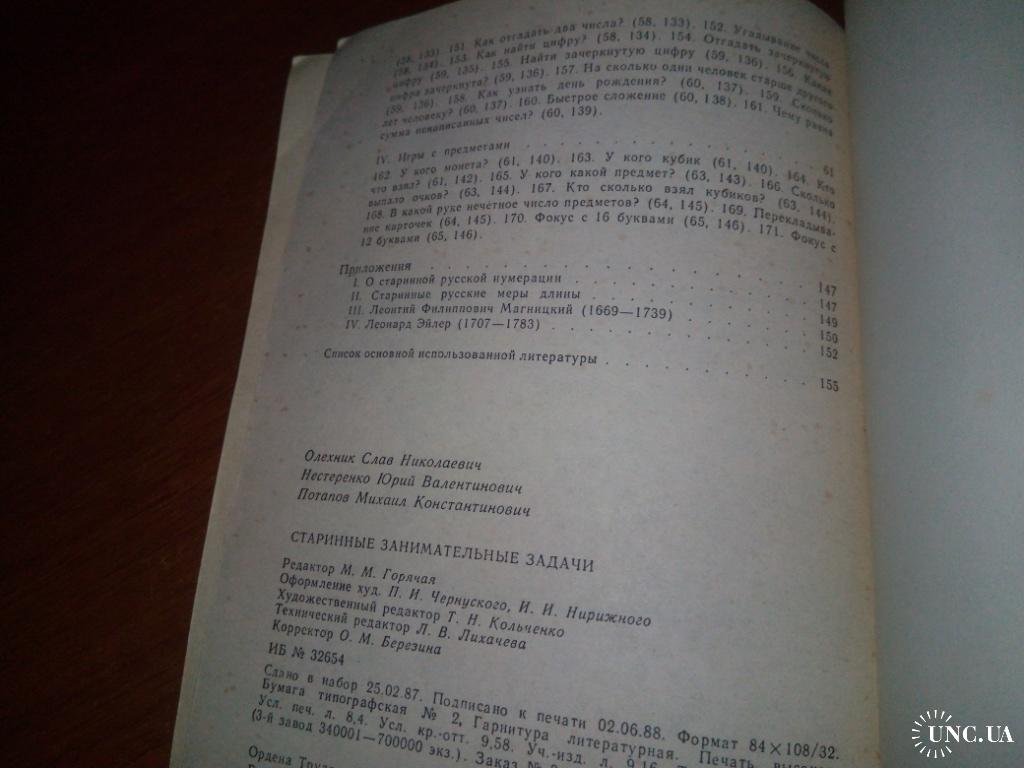 (58, 133). 151. Как отгадать два числа? (58, 133). 152. Угадывание числа
(58, 134). 153. Как найти цифру? (58, 134). 154. Отгадать зачеркнутую
цифру (59, 135). 155. Найти зачеркнутую цифру (59, 136). 156. Какая
цифра зачеркнута? (59, 136). 157. На сколько один человек старше другого
(59, 136). 158. Как узнать день рождения? (60, 137). 159. Сколько
лет человеку? (60, 137). 160. Быстрое сложение (60, 138). 161. Чему равна
сумма ненаписанных чисел? (60, 139).
IV. Игры с предметами . . . . . . . . . . . . . 61
162. У кого монета? (61, 140). 163. У кого кубик (61, 140). 164. Кто
что взял? (61, 142). 165. У кого какой предмет? (63, 143). 166. Сколько
выпало очков? (63, 144). 167. Кто сколько взял кубиков? (63, 144).
168. В какой руке нечетное число предметов? (64, 145). 169. Перекладыва-
ние карточек (64, 145). 170. Фокус с 16 буквами (65, 146). 171. Фокус с
12 буквами (65, 146).
Приложения . . . . . . . . . . . . . . . 147
I. О старинной русской нумерации . . . . . . . . . 147
II. Старинные русские меры длины . . . . . . . . . 149
III. Леонтий Филиппович Магницкий (1669—1739) . . . . . . 150
IV. Леонард Эйлер (1707—1783) . . . . . . . . . . 152
Список основной использованной литературы . . . . . . . . . 155
Олехник Слав Николаевич
Нестеренко Юрий Валентинович
Потапов Михаил Константинович
СТАРИННЫЕ ЗАНИМАТЕЛЬНЫЕ ЗАДАЧИ
Редактор М. М. Горячая
Оформление худ. П. И. Чернуского, И. И. Нирижного
Художественный редактор Т. Н. Кольченко
Технический редактор Л. В. Лихачева
Корректор О. М. Березина
ИБ № 32654
Сдано в набор 25.02.87. Подписано к печати 02.06.88. Формат 84×108/32.
Бумага типографская № 2, Гарнитура литературная. Печать
Усл. печ. л. 8,4. Усл. кр.-отт. 9,58. Уч.-изд. л. 9,16.
(3-й завод 340001—700000 экз.). Заказ №
Ордена
UNC.UA